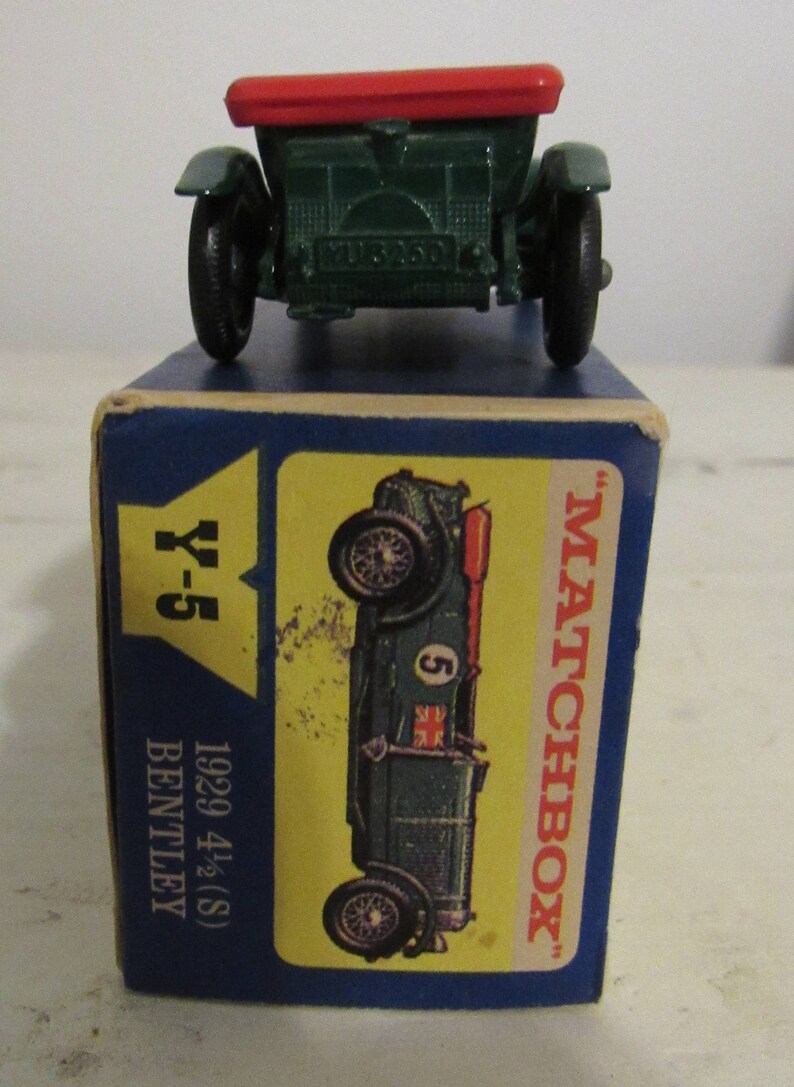 YU3250
"MATCHBOX"
5
Y-5
1929 4½ (S)
BENTLEY